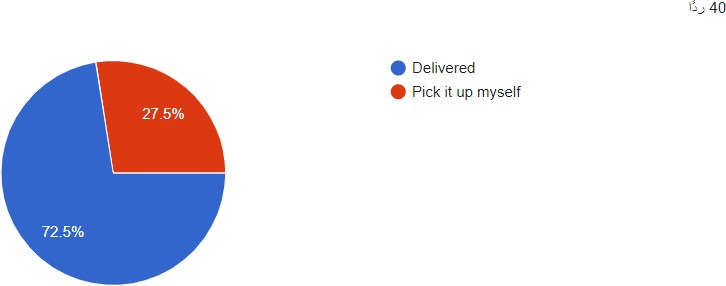 40 ردًا
Delivered
Pick it up myself
27.5%
72.5%